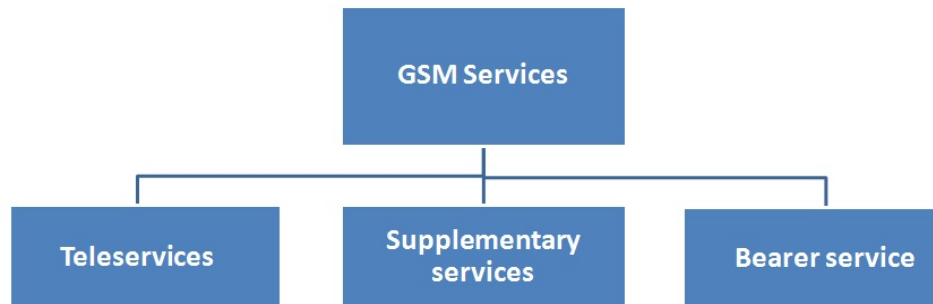 GSM Services
Teleservices
Supplementary
services
Bearer service